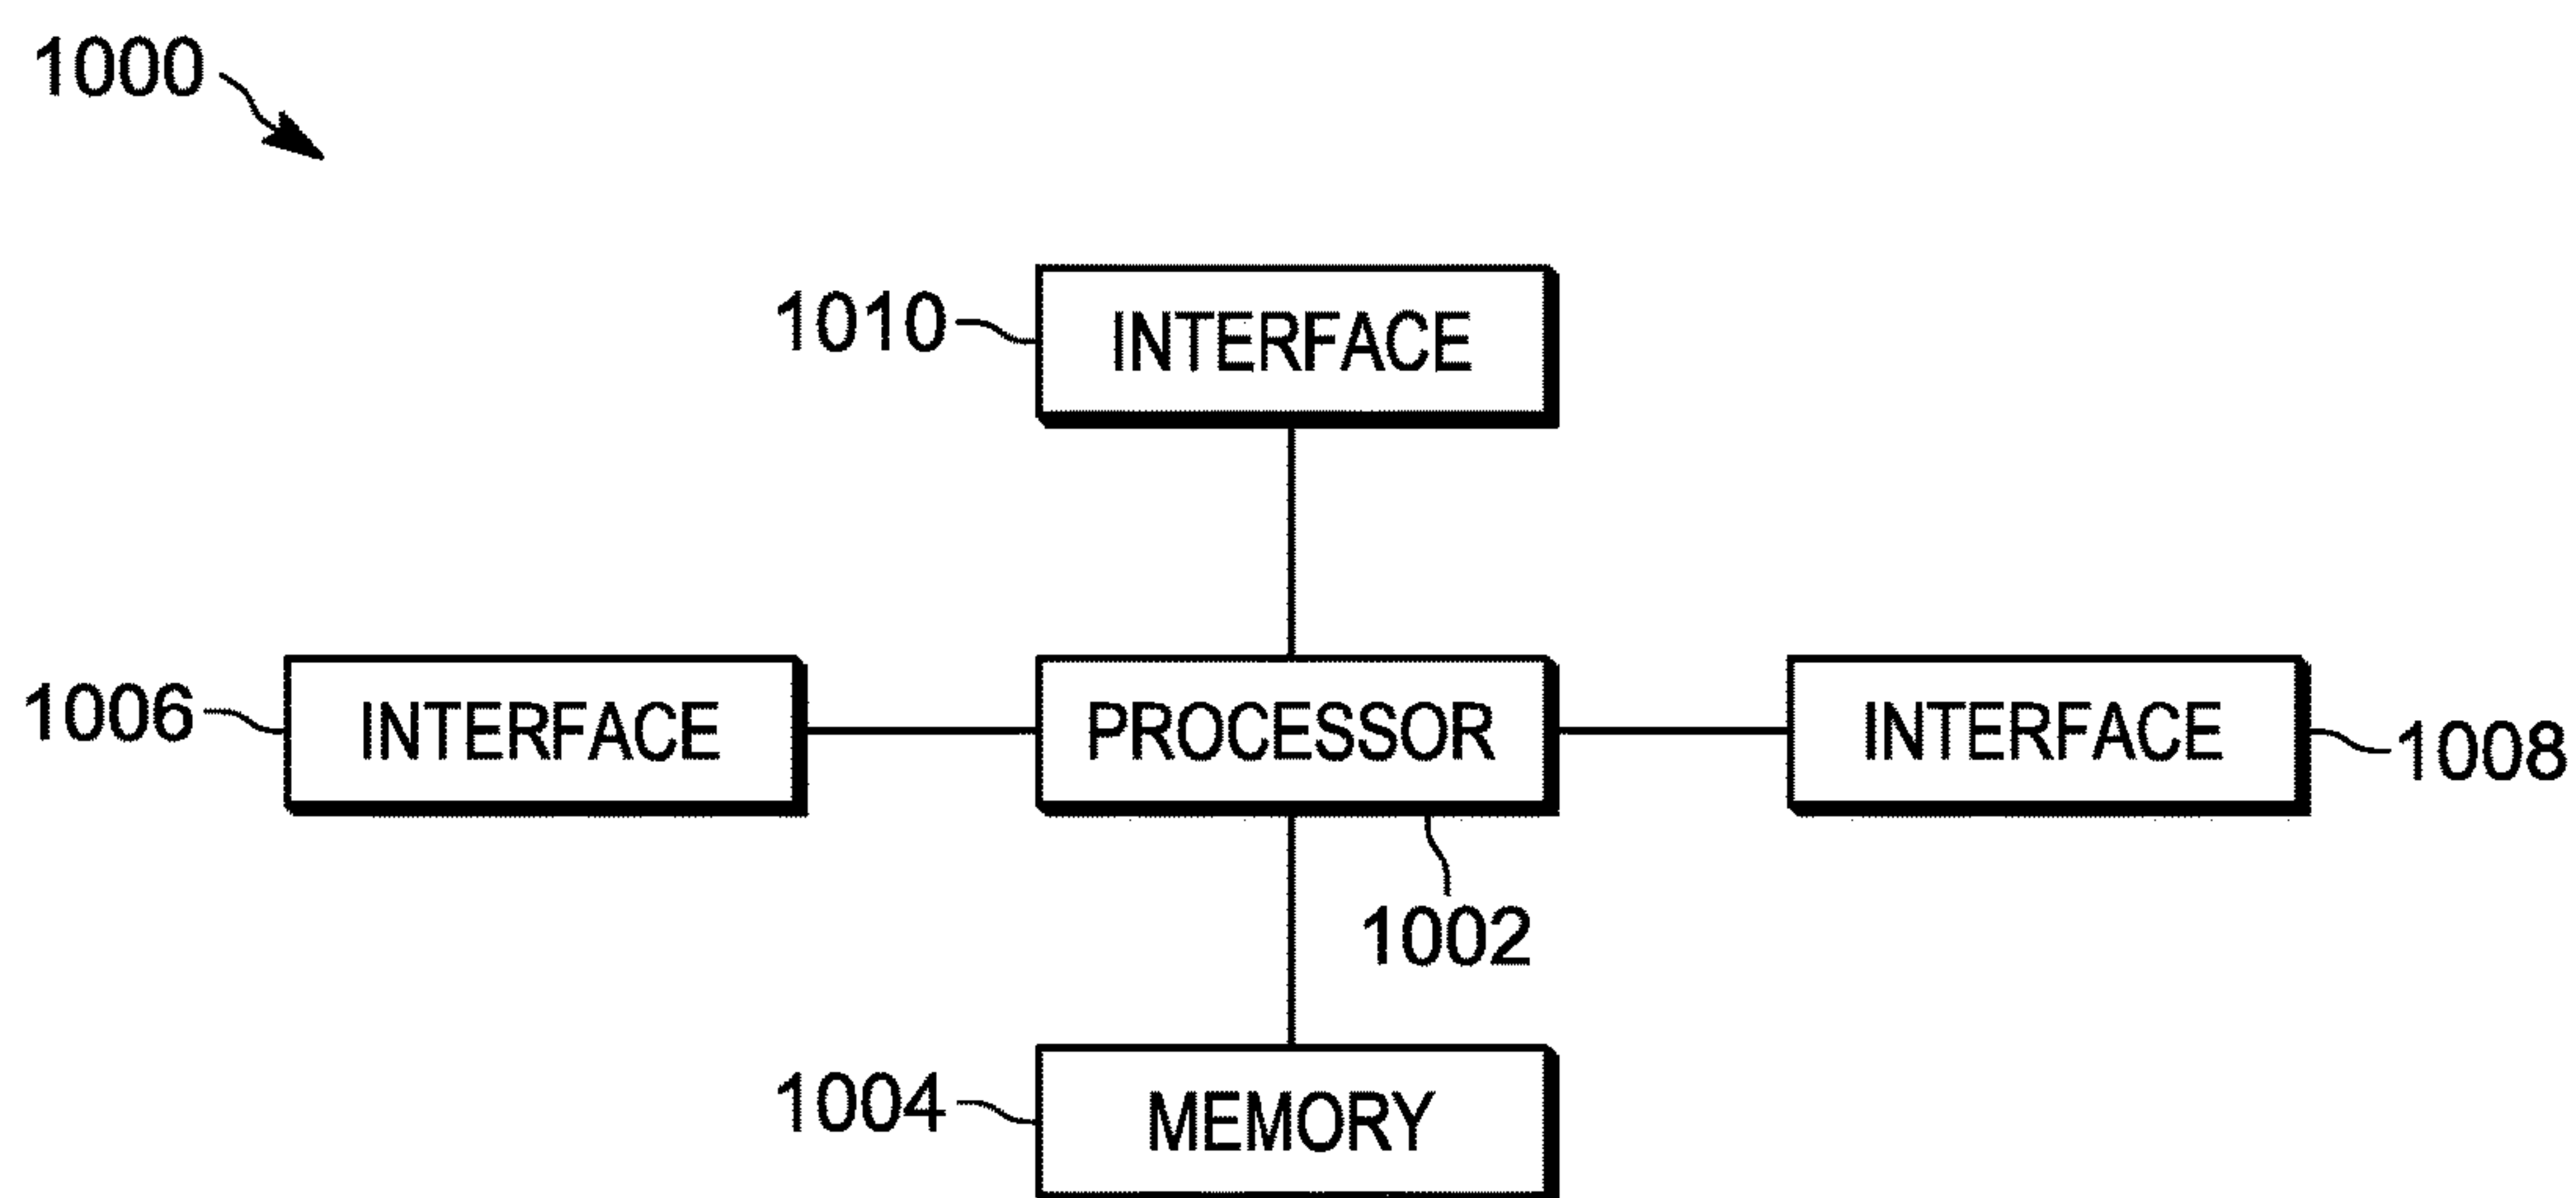 1000
1010
INTERFACE
1006
INTERFACE
PROCESSOR
INTERFACE
1008
1002
1004
MEMORY